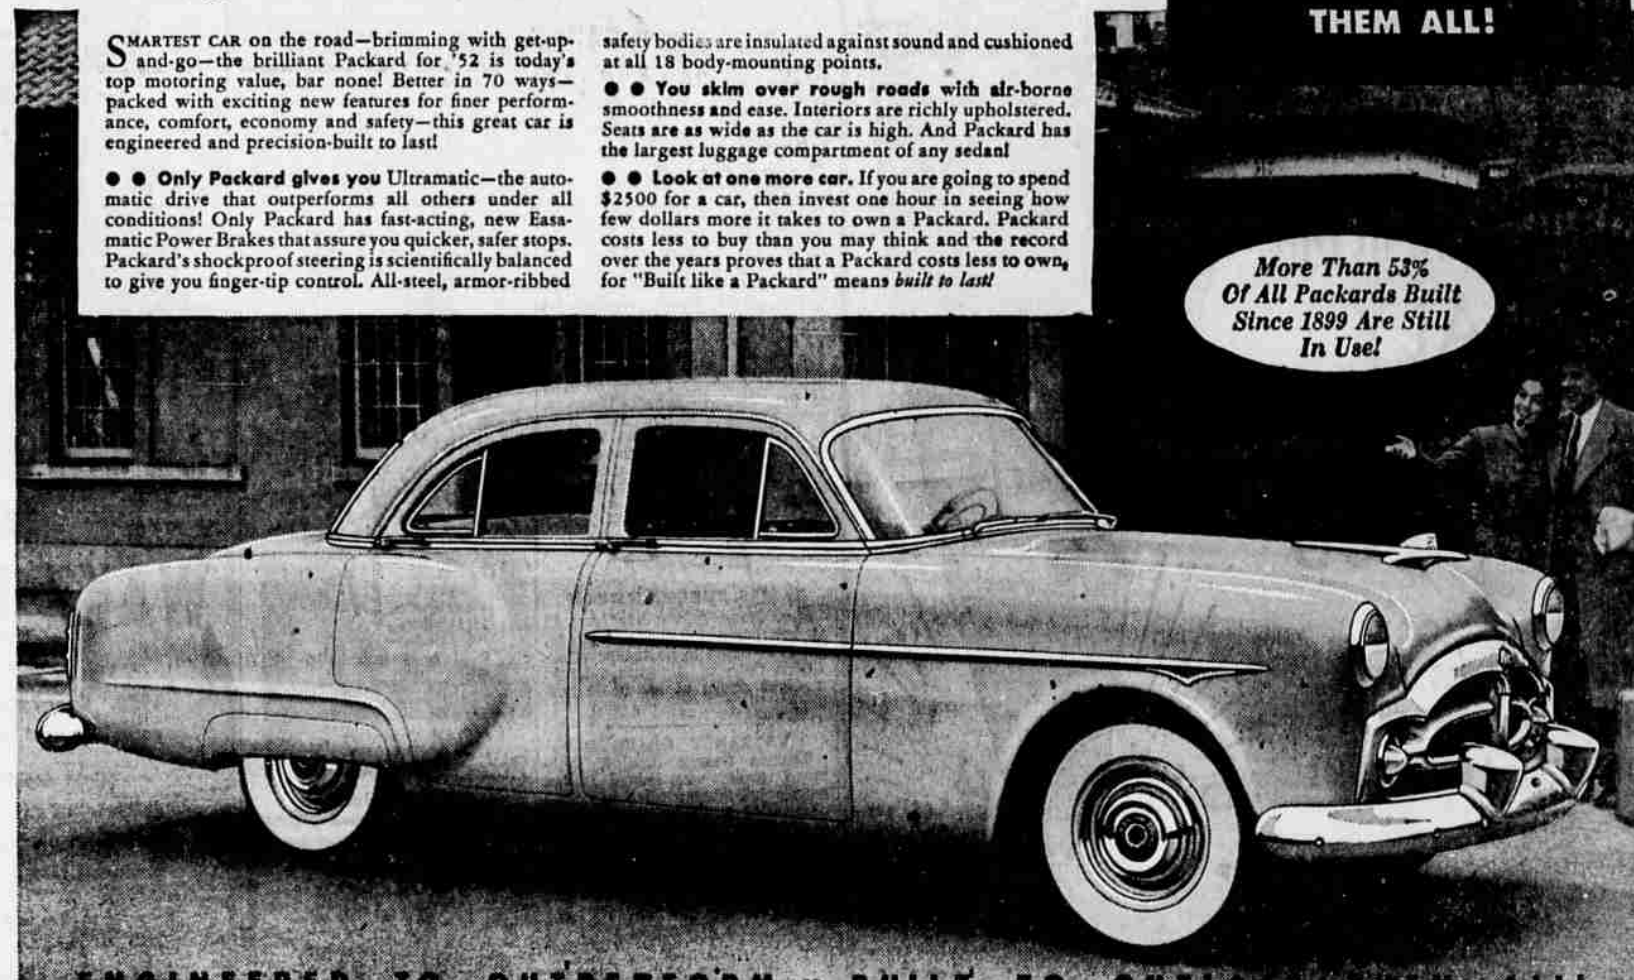 THEM ALL!
SMARTEST CAR on the road—brimming with get-up-
and-go—the brilliant Packard for '52 is today's
top motoring value, bar none! Better in 70 ways—
packed with exciting new features for finer perform-
ance, comfort, economy and safety—this great car is
engineered and precision-built to last!
● ● Only Packard gives you Ultramatic—the auto-
matic drive that outperforms all others under all
conditions! Only Packard has fast-acting, new Easa-
matic Power Brakes that assure you quicker, safer stops.
Packard's shockproof steering is scientifically balanced
to give you finger-tip control. All-steel, armor-ribbed
safety bodies are insulated against sound and cushioned
at all 18 body-mounting points.
● ● You skim over rough roads with air-borne
smoothness and ease. Interiors are richly upholstered.
Seats are as wide as the car is high. And Packard has
the largest luggage compartment of any sedan!
● ● Look at one more car. If you are going to spend
$2500 for a car, then invest one hour in seeing how
few dollars more it takes to own a Packard. Packard
costs less to buy than you may think and the record
over the years proves that a Packard costs less to own,
for "Built like a Packard" means built to last!
More Than 53%
Of All Packards Built
Since 1899 Are Still
In Use!
ENGINEERED TO OUTPERFORM BUILT TO